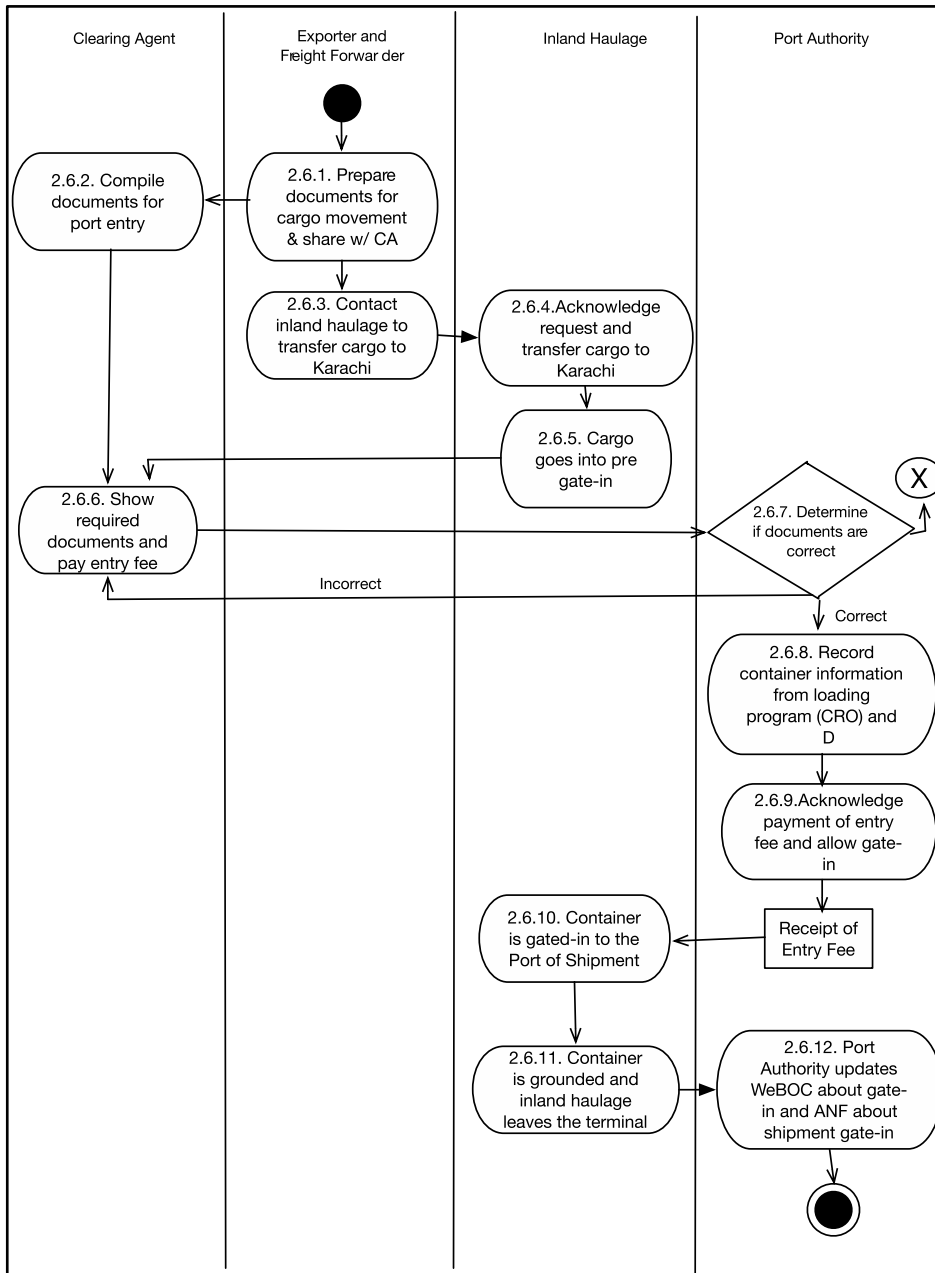 Clearing Agent
Exporter and
Freight Forwar der
Inland Haulage
Port Authority
2.6.2. Compile
documents for
port entry
2.6.1. Prepare
documents for
cargo movement
& share w/ CA
2.6.3. Contact
inland haulage to
transfer cargo to
Karachi
2.6.4.Acknowledge
request and
transfer cargo to
Karachi
2.6.5. Cargo
goes into pre
gate-in
2.6.6. Show
required
documents and
pay entry fee
2.6.7. Determine
if documents are
correct
X
Incorrect
Correct
2.6.8. Record
container information
from loading
program (CRO) and
D
2.6.9.Acknowledge
payment of entry
fee and allow gate-
in
Receipt of
Entry Fee
2.6.10. Container
is gated-in to the
Port of Shipment
2.6.11. Container
is grounded and
inland haulage
leaves the terminal
2.6.12. Port
Authority updates
WeBOC about gate-
in and ANF about
shipment gate-in